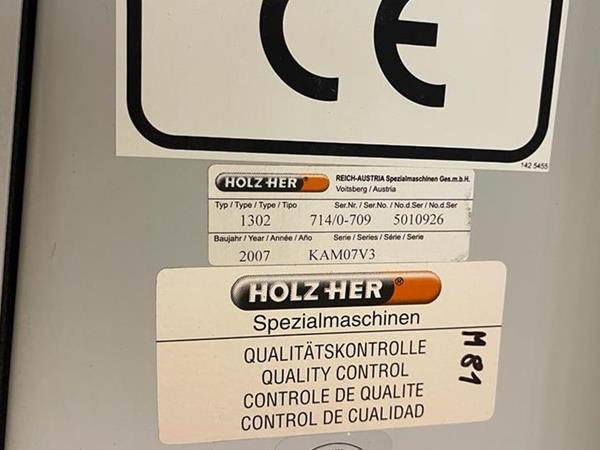 CE
142 5455
HOLZ-HER® REICH-AUSTRIA Spezialmaschinen Ges.m.b.H.
Voitsberg / Austria
Typ / Type / Type / Tipo Ser.Nr. / Ser.No. / No.d.Ser / No.d.Ser
1302 714/0-709 5010926
Baujahr / Year / Année / Año Serie / Series / Série / Serie
2007 KAM07V3
HOLZ-HER®
Spezialmaschinen
QUALITÄTSKONTROLLE
QUALITY CONTROL
CONTROLE DE QUALITE
CONTROL DE CUALIDAD
M81